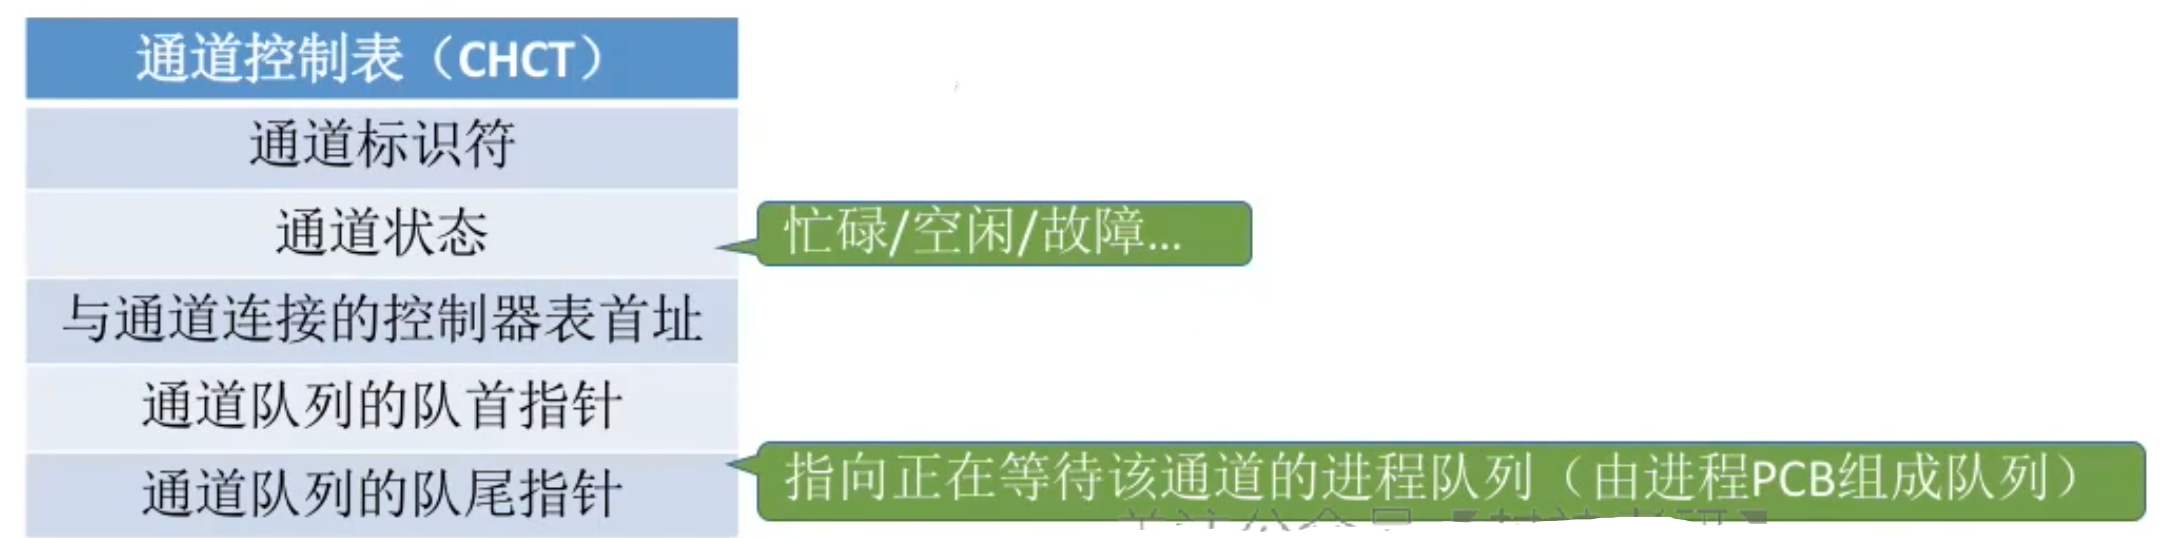 通道控制表（CHCT）
通道标识符
通道状态
忙碌/空闲/故障...
与通道连接的控制器表首址
通道队列的队首指针
通道队列的队尾指针
指向正在等待该通道的进程队列（由进程PCB组成队列）